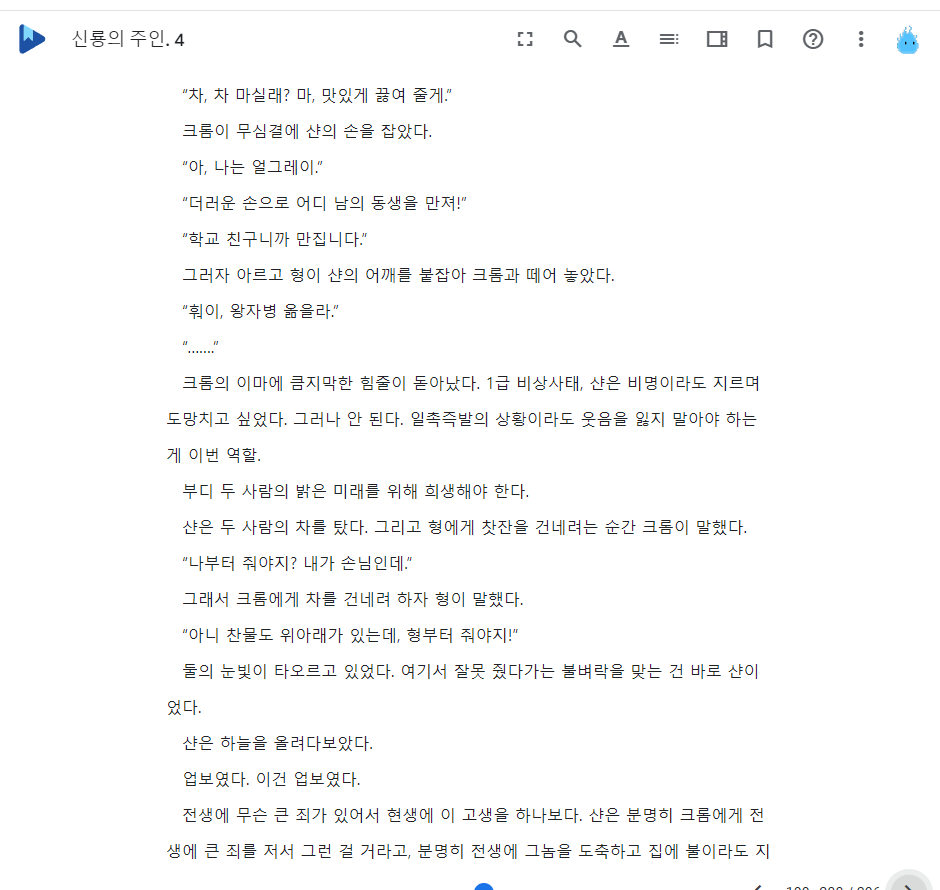 신룡의 주인. 4
“차, 차 마실래? 마, 맛있게 끓여 줄게.”
크롬이 무심결에 샨의 손을 잡았다.
“아, 나는 얼그레이.”
“더러운 손으로 어디 남의 동생을 만져!”
“학교 친구니까 만집니다.”
그러자 아르고 형이 샨의 어깨를 붙잡아 크롬과 떼어 놓았다.
“훠이, 왕자병 옮을라.”
“…….”
크롬의 이마에 큼지막한 힘줄이 돋아났다. 1급 비상사태, 샨은 비명이라도 지르며
도망치고 싶었다. 그러나 안 된다. 일촉즉발의 상황이라도 웃음을 잃지 말아야 하는
게 이번 역할.
부디 두 사람의 밝은 미래를 위해 희생해야 한다.
샨은 두 사람의 차를 탔다. 그리고 형에게 찻잔을 건네려는 순간 크롬이 말했다.
“나부터 줘야지? 내가 손님인데.”
그래서 크롬에게 차를 건네려 하자 형이 말했다.
“아니 찬물도 위아래가 있는데, 형부터 줘야지!”
둘의 눈빛이 타오르고 있었다. 여기서 잘못 줬다가는 불벼락을 맞는 건 바로 샨이
었다.
샨은 하늘을 올려다보았다.
업보였다. 이건 업보였다.
전생에 무슨 큰 죄가 있어서 현생에 이 고생을 하나보다. 샨은 분명히 크롬에게 전
생에 큰 죄를 저서 그런 걸 거라고, 분명히 전생에 그놈을 도축하고 집에 불이라도 지